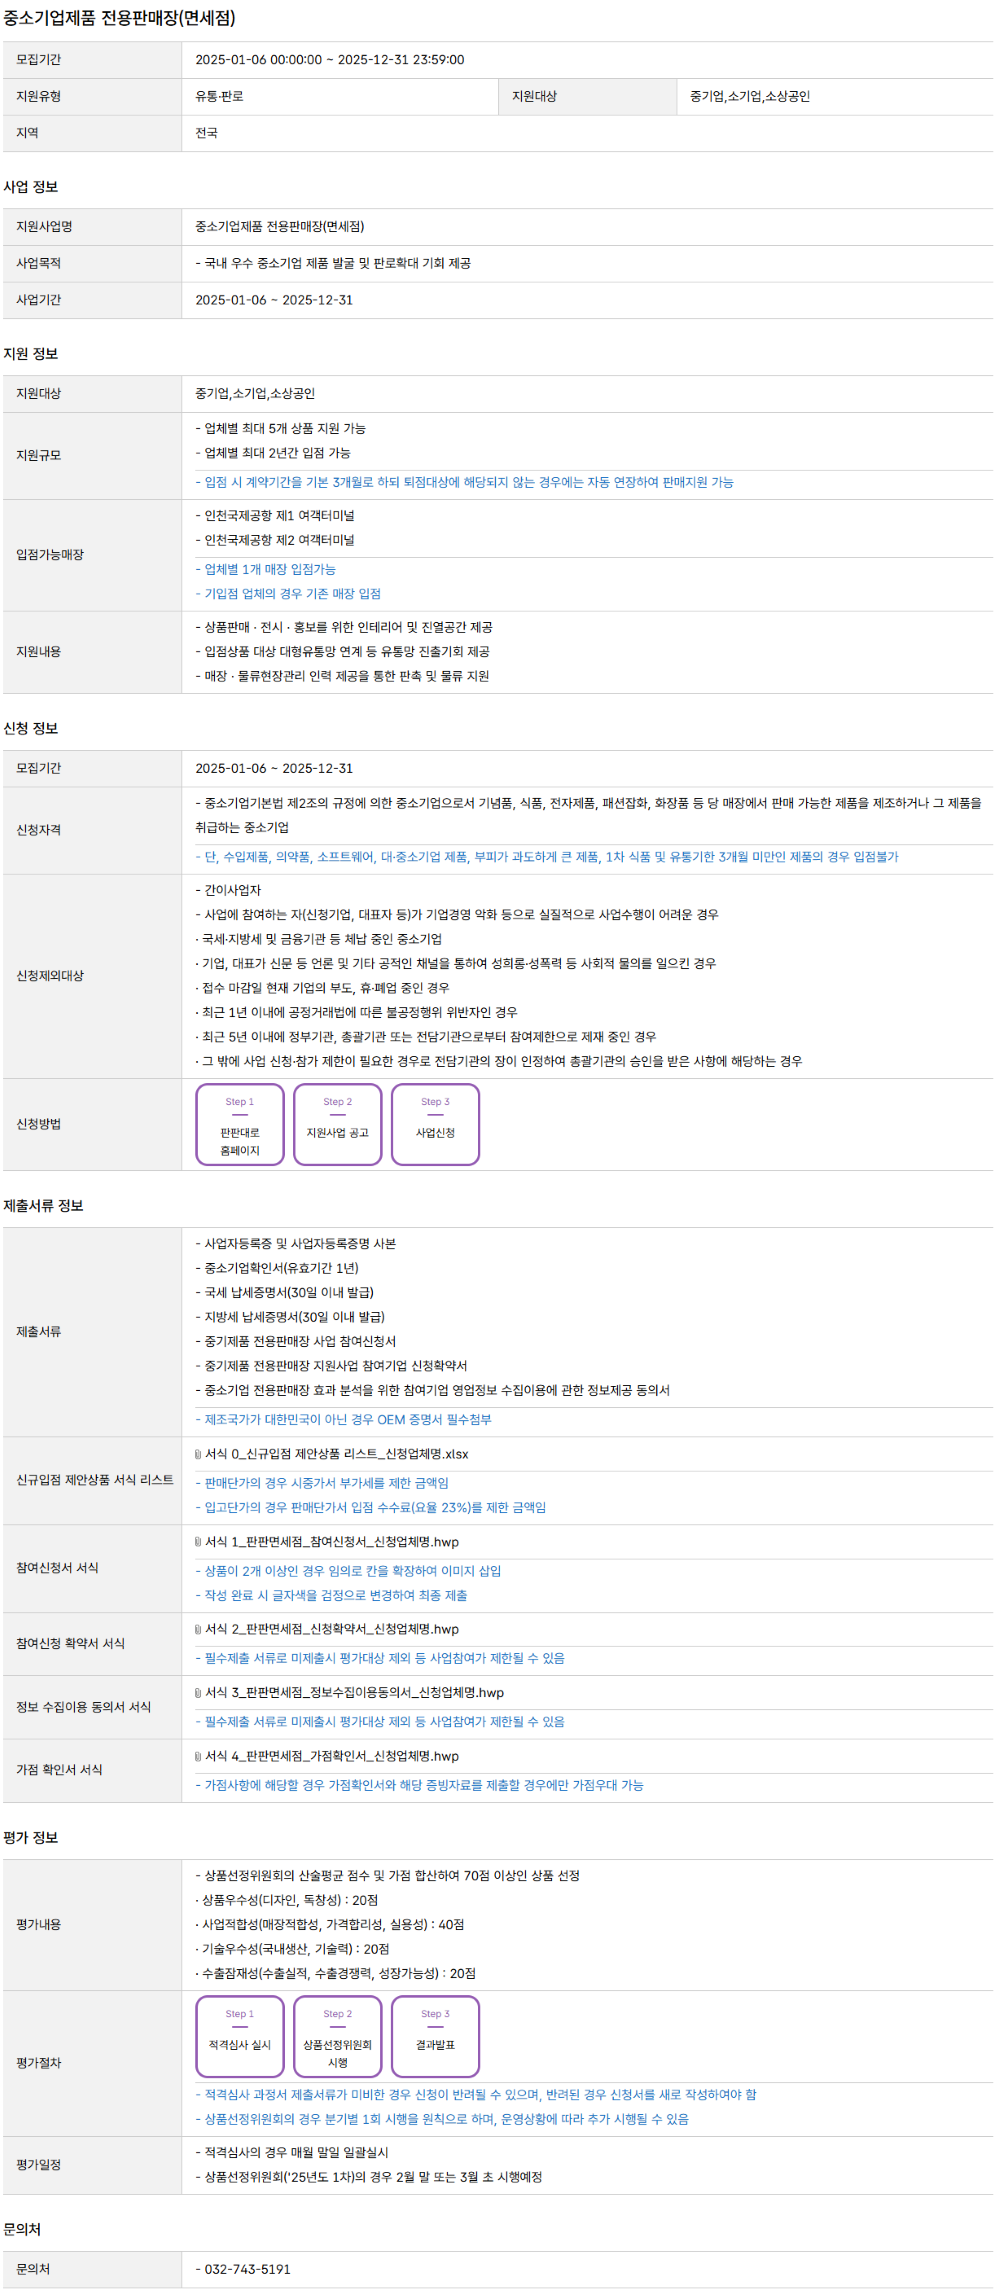 중소기업제품 전용판매장(면세점)
모집기간
2025-01-06 00:00:00 ~ 2025-12-31 23:59:00
지원유형
유통·판로
지원대상
중기업,소기업,소상공인
지역
전국
사업 정보
지원사업명
중소기업제품 전용판매장(면세점)
사업목적
- 국내 우수 중소기업 제품 발굴 및 판로확대 기회 제공
사업기간
2025-01-06 ~ 2025-12-31
지원 정보
지원대상
중기업,소기업,소상공인
지원규모
- 업체별 최대 5개 상품 지원 가능
- 업체별 최대 2년간 입점 가능
- 입점 시 계약기간을 기본 3개월로 하되 퇴점대상에 해당되지 않는 경우에는 자동 연장하여 판매지원 가능
입점가능매장
- 인천국제공항 제1 여객터미널
- 인천국제공항 제2 여객터미널
- 업체별 1개 매장 입점가능
- 기입점 업체의 경우 기존 매장 입점
지원내용
- 상품판매 · 전시 · 홍보를 위한 인테리어 및 진열공간 제공
- 입점상품 대상 대형유통망 연계 등 유통망 진출기회 제공
- 매장 · 물류현장관리 인력 제공을 통한 판촉 및 물류 지원
신청 정보
모집기간
2025-01-06 ~ 2025-12-31
신청자격
- 중소기업기본법 제2조의 규정에 의한 중소기업으로서 기념품, 식품, 전자제품, 패션잡화, 화장품 등 당 매장에서 판매 가능한 제품을 제조하거나 그 제품을
취급하는 중소기업
- 단, 수입제품, 의약품, 소프트웨어, 대·중소기업 제품, 부피가 과도하게 큰 제품, 1차 식품 및 유통기한 3개월 미만인 제품의 경우 입점불가
신청제외대상
- 간이사업자
- 사업에 참여하는 자(신청기업, 대표자 등)가 기업경영 악화 등으로 실질적으로 사업수행이 어려운 경우
· 국세·지방세 및 금융기관 등 체납 중인 중소기업
· 기업, 대표가 신문 등 언론 및 기타 공적인 채널을 통하여 성희롱·성폭력 등 사회적 물의를 일으킨 경우
· 접수 마감일 현재 기업의 부도, 휴·폐업 중인 경우
· 최근 1년 이내에 공정거래법에 따른 불공정행위 위반자인 경우
· 최근 5년 이내에 정부기관, 총괄기관 또는 전담기관으로부터 참여제한으로 제재 중인 경우
· 그 밖에 사업 신청·참가 제한이 필요한 경우로 전담기관의 장이 인정하여 총괄기관의 승인을 받은 사항에 해당하는 경우
신청방법
Step 1
판판대로
홈페이지
Step 2
지원사업 공고
Step 3
사업신청
제출서류 정보
제출서류
- 사업자등록증 및 사업자등록증명 사본
- 중소기업확인서(유효기간 1년)
- 국세 납세증명서(30일 이내 발급)
- 지방세 납세증명서(30일 이내 발급)
- 중기제품 전용판매장 사업 참여신청서
- 중기제품 전용판매장 지원사업 참여기업 신청확약서
- 중소기업 전용판매장 효과 분석을 위한 참여기업 영업정보 수집이용에 관한 정보제공 동의서
- 제조국가가 대한민국이 아닌 경우 OEM 증명서 필수첨부
신규입점 제안상품 서식 리스트
서식 0_신규입점 제안상품 리스트_신청업체명.xlsx
- 판매단가의 경우 시중가서 부가세를 제한 금액임
- 입고단가의 경우 판매단가서 입점 수수료(요율 23%)를 제한 금액임
참여신청서 서식
서식 1_판판면세점_참여신청서_신청업체명.hwp
- 상품이 2개 이상인 경우 임의로 칸을 확장하여 이미지 삽입
- 작성 완료 시 글자색을 검정으로 변경하여 최종 제출
참여신청 확약서 서식
서식 2_판판면세점_신청확약서_신청업체명.hwp
- 필수제출 서류로 미제출시 평가대상 제외 등 사업참여가 제한될 수 있음
정보 수집이용 동의서 서식
서식 3_판판면세점_정보수집이용동의서_신청업체명.hwp
- 필수제출 서류로 미제출시 평가대상 제외 등 사업참여가 제한될 수 있음
가점 확인서 서식
서식 4_판판면세점_가점확인서_신청업체명.hwp
- 가점사항에 해당할 경우 가점확인서와 해당 증빙자료를 제출할 경우에만 가점우대 가능
평가 정보
평가내용
- 상품선정위원회의 산술평균 점수 및 가점 합산하여 70점 이상인 상품 선정
· 상품우수성(디자인, 독창성) : 20점
· 사업적합성(매장적합성, 가격합리성, 실용성) : 40점
· 기술우수성(국내생산, 기술력) : 20점
· 수출잠재성(수출실적, 수출경쟁력, 성장가능성) : 20점
평가절차
Step 1
적격심사 실시
Step 2
상품선정위원회
시행
Step 3
결과발표
- 적격심사 과정서 제출서류가 미비한 경우 신청이 반려될 수 있으며, 반려된 경우 신청서를 새로 작성하여야 함
- 상품선정위원회의 경우 분기별 1회 시행을 원칙으로 하며, 운영상황에 따라 추가 시행될 수 있음
평가일정
- 적격심사의 경우 매월 말일 일괄실시
- 상품선정위원회('25년도 1차)의 경우 2월 말 또는 3월 초 시행예정
문의처
문의처
- 032-743-5191